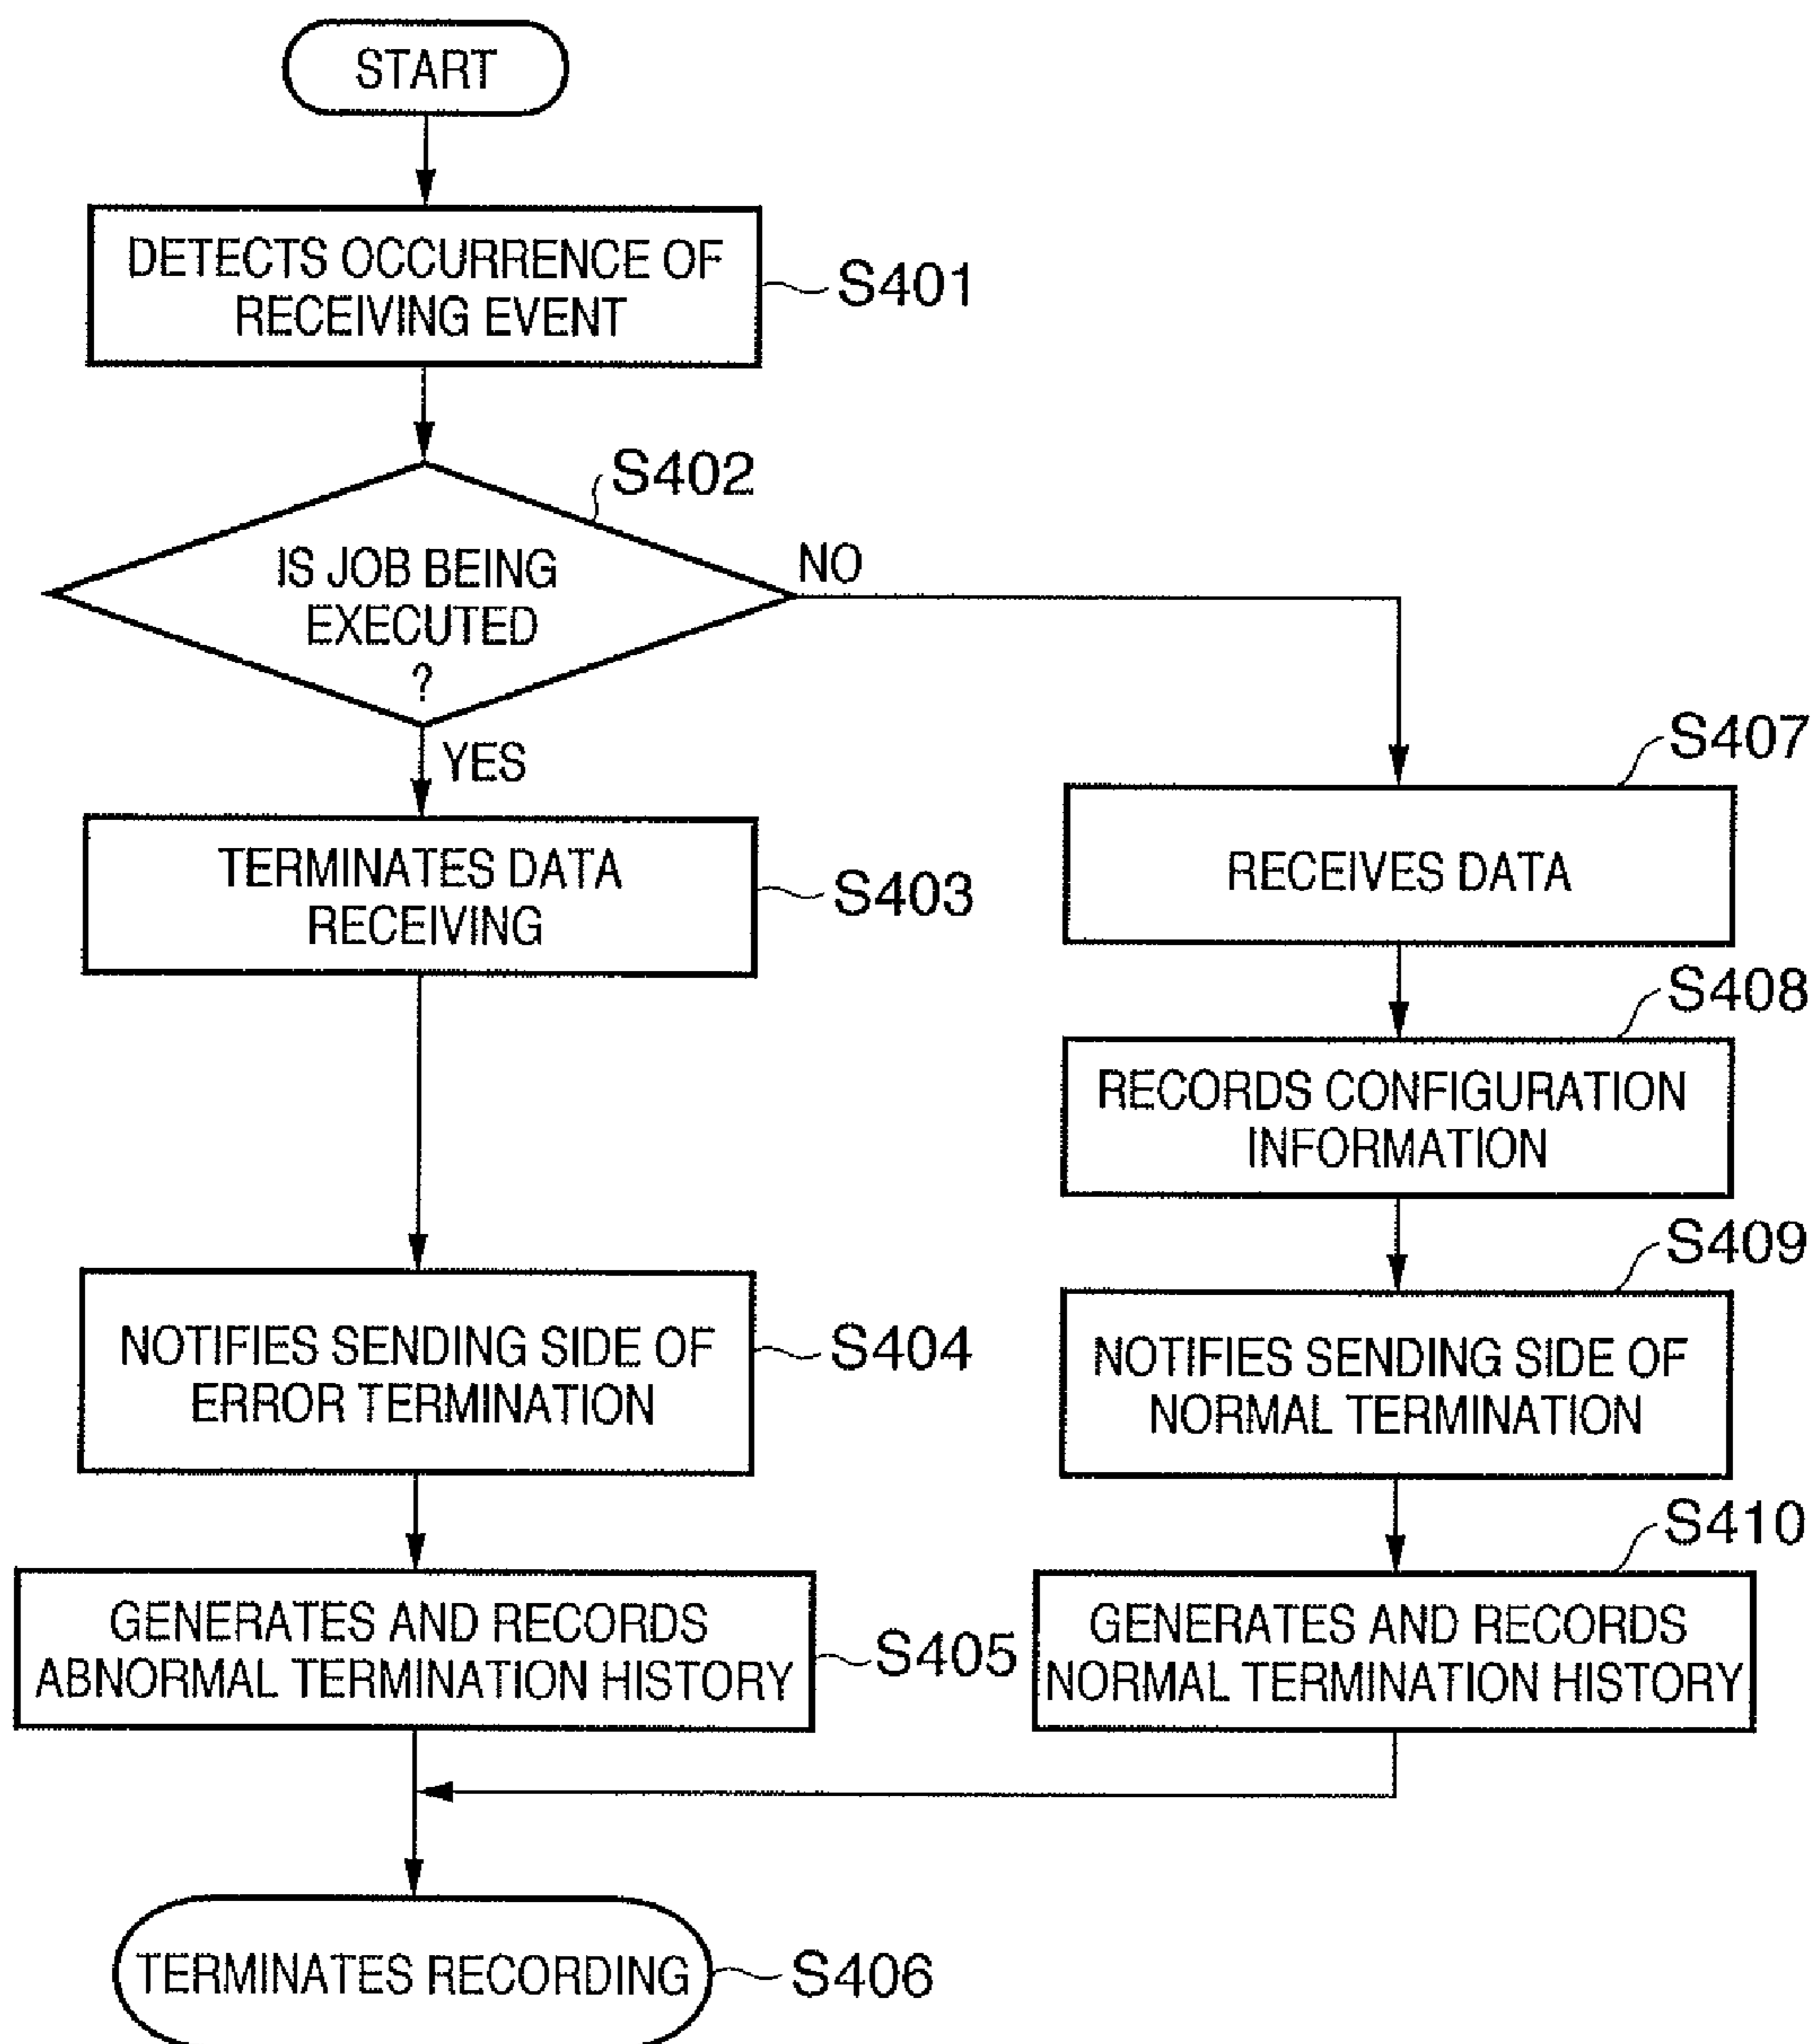 START
DETECTS OCCURRENCE OF
RECEIVING EVENT
S401
S402
IS JOB BEING
EXECUTED
?
NO
YES
TERMINATES DATA
RECEIVING
S403
NOTIFIES SENDING SIDE OF
ERROR TERMINATION
S404
GENERATES AND RECORDS
ABNORMAL TERMINATION HISTORY
S405
S407
RECEIVES DATA
S408
RECORDS CONFIGURATION
INFORMATION
S409
NOTIFIES SENDING SIDE OF
NORMAL TERMINATION
S410
GENERATES AND RECORDS
NORMAL TERMINATION HISTORY
TERMINATES RECORDING
S406